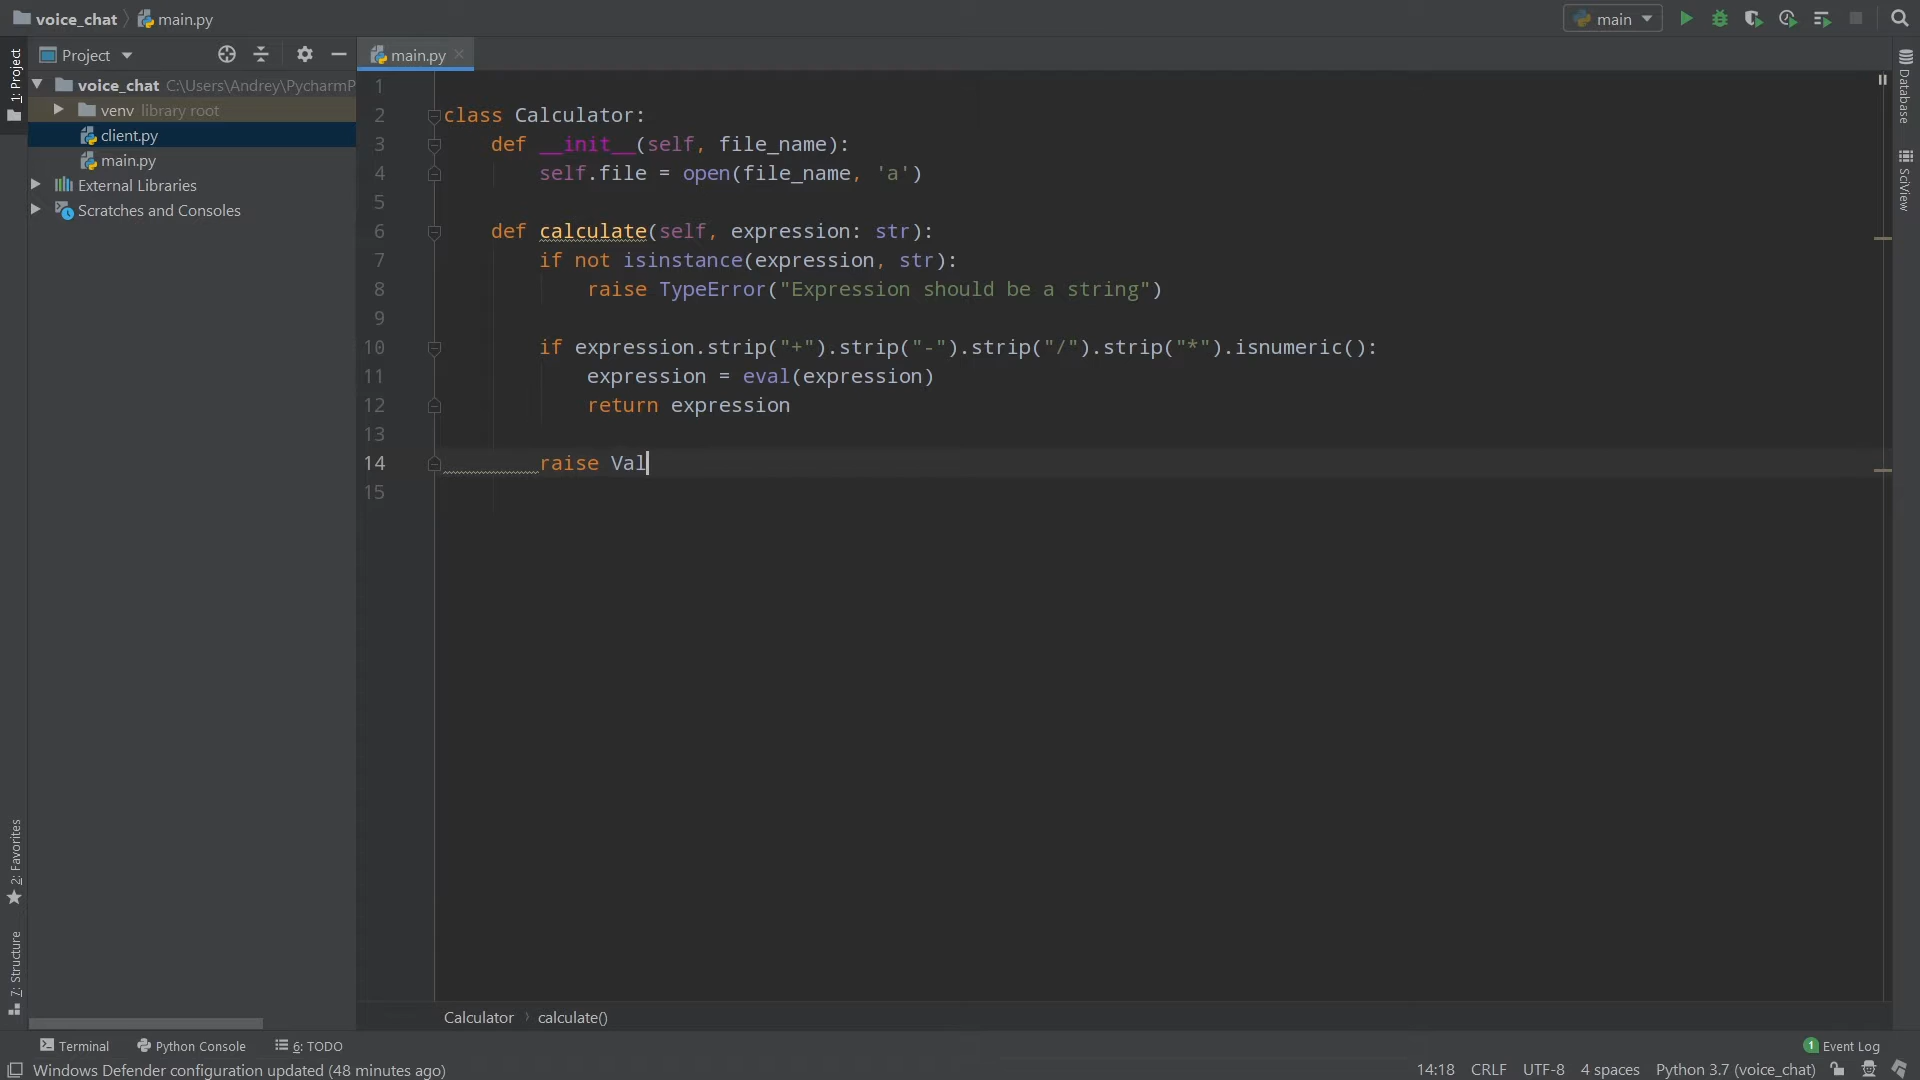 voice_chat main.py
main
Project
main.py
1: Project
voice_chat C:\Users\Andrey\PycharmP
venv library root
client.py
main.py
External Libraries
Scratches and Consoles
1
2 class Calculator:
3 def __init__(self, file_name):
4 self.file = open(file_name, 'a')
5
6 def calculate(self, expression: str):
7 if not isinstance(expression, str):
8 raise TypeError("Expression should be a string")
9
10 if expression.strip("+").strip("-").strip("/").strip("*").isnumeric():
11 expression = eval(expression)
12 return expression
13
14 raise Val
15
Database
SciView
2: Favorites
7: Structure
Calculator calculate()
Terminal Python Console 6: TODO
1 Event Log
Windows Defender configuration updated (48 minutes ago)
14:18 CRLF UTF-8 4 spaces Python 3.7 (voice_chat)